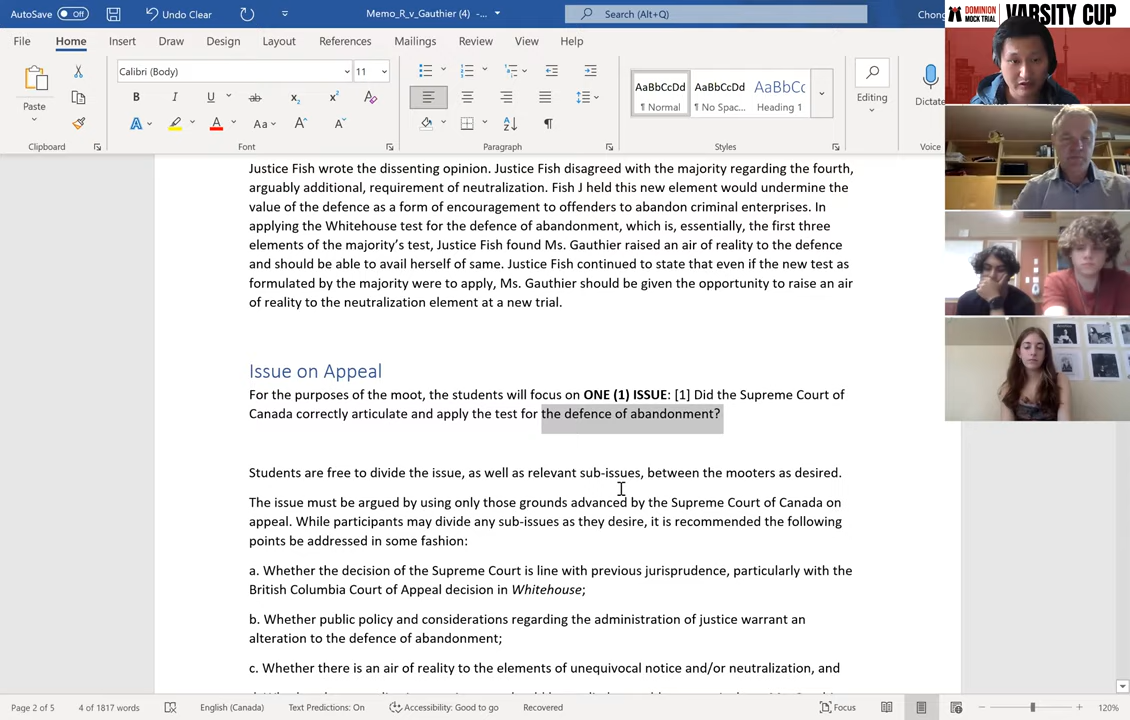 AutoSave Off Memo_R_v_Gauthier (4) -... Undo Clear Search (Alt+Q) Chong
DOMINION MOCK TRIAL VARSITY CUP
File Home Insert Draw Design Layout References Mailings Review View Help
Calibri (Body) 11 AaBbCcDd AaBbCcDd AaBbCc
¶ Normal ¶ No Spac... Heading 1
Paste Editing Dictate
Clipboard Font Paragraph Styles Voice
Justice Fish wrote the dissenting opinion. Justice Fish disagreed with the majority regarding the fourth,
arguably additional, requirement of neutralization. Fish J held this new element would undermine the
value of the defence as a form of encouragement to offenders to abandon criminal enterprises. In
applying the Whitehouse test for the defence of abandonment, which is, essentially, the first three
elements of the majority's test, Justice Fish found Ms. Gauthier raised an air of reality to the defence
and should be able to avail herself of same. Justice Fish continued to state that even if the new test as
formulated by the majority were to apply, Ms. Gauthier should be given the opportunity to raise an air
of reality to the neutralization element at a new trial.
Issue on Appeal
For the purposes of the moot, the students will focus on ONE (1) ISSUE: [1] Did the Supreme Court of
Canada correctly articulate and apply the test for the defence of abandonment?
Students are free to divide the issue, as well as relevant sub-issues, between the mooters as desired.
The issue must be argued by using only those grounds advanced by the Supreme Court of Canada on
appeal. While participants may divide any sub-issues as they desire, it is recommended the following
points be addressed in some fashion:
a. Whether the decision of the Supreme Court is line with previous jurisprudence, particularly with the
British Columbia Court of Appeal decision in Whitehouse;
b. Whether public policy and considerations regarding the administration of justice warrant an
alteration to the defence of abandonment;
c. Whether there is an air of reality to the elements of unequivocal notice and/or neutralization, and
Page 2 of 5 4 of 1817 words English (Canada) Text Predictions: On Accessibility: Good to go Recovered Focus 120%